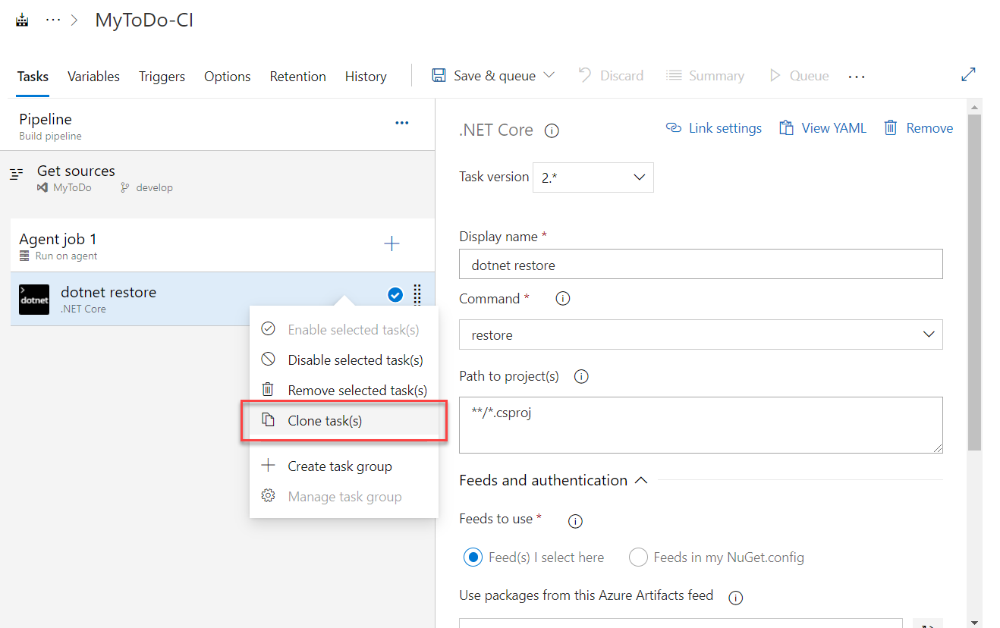 ··· > MyToDo-CI
Tasks Variables Triggers Options Retention History Save & queue Discard Summary Queue ···
Pipeline
Build pipeline
Get sources
MyToDo develop
Agent job 1
Run on agent
dotnet
dotnet restore
.NET Core
Enable selected task(s)
Disable selected task(s)
Remove selected task(s)
Clone task(s)
Create task group
Manage task group
.NET Core
Link settings View YAML Remove
Task version 2.*
Display name *
dotnet restore
Command *
restore
Path to project(s)
**/*.csproj
Feeds and authentication
Feeds to use *
Feed(s) I select here Feeds in my NuGet.config
Use packages from this Azure Artifacts feed